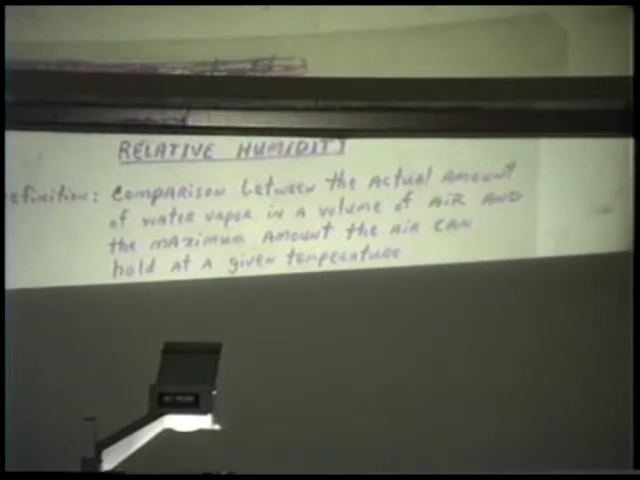 RELATIVE HUMIDITY
efinition: Comparison between the actual amount
of water vapor in a volume of air and
the maximum amount the air can
hold at a given temperature